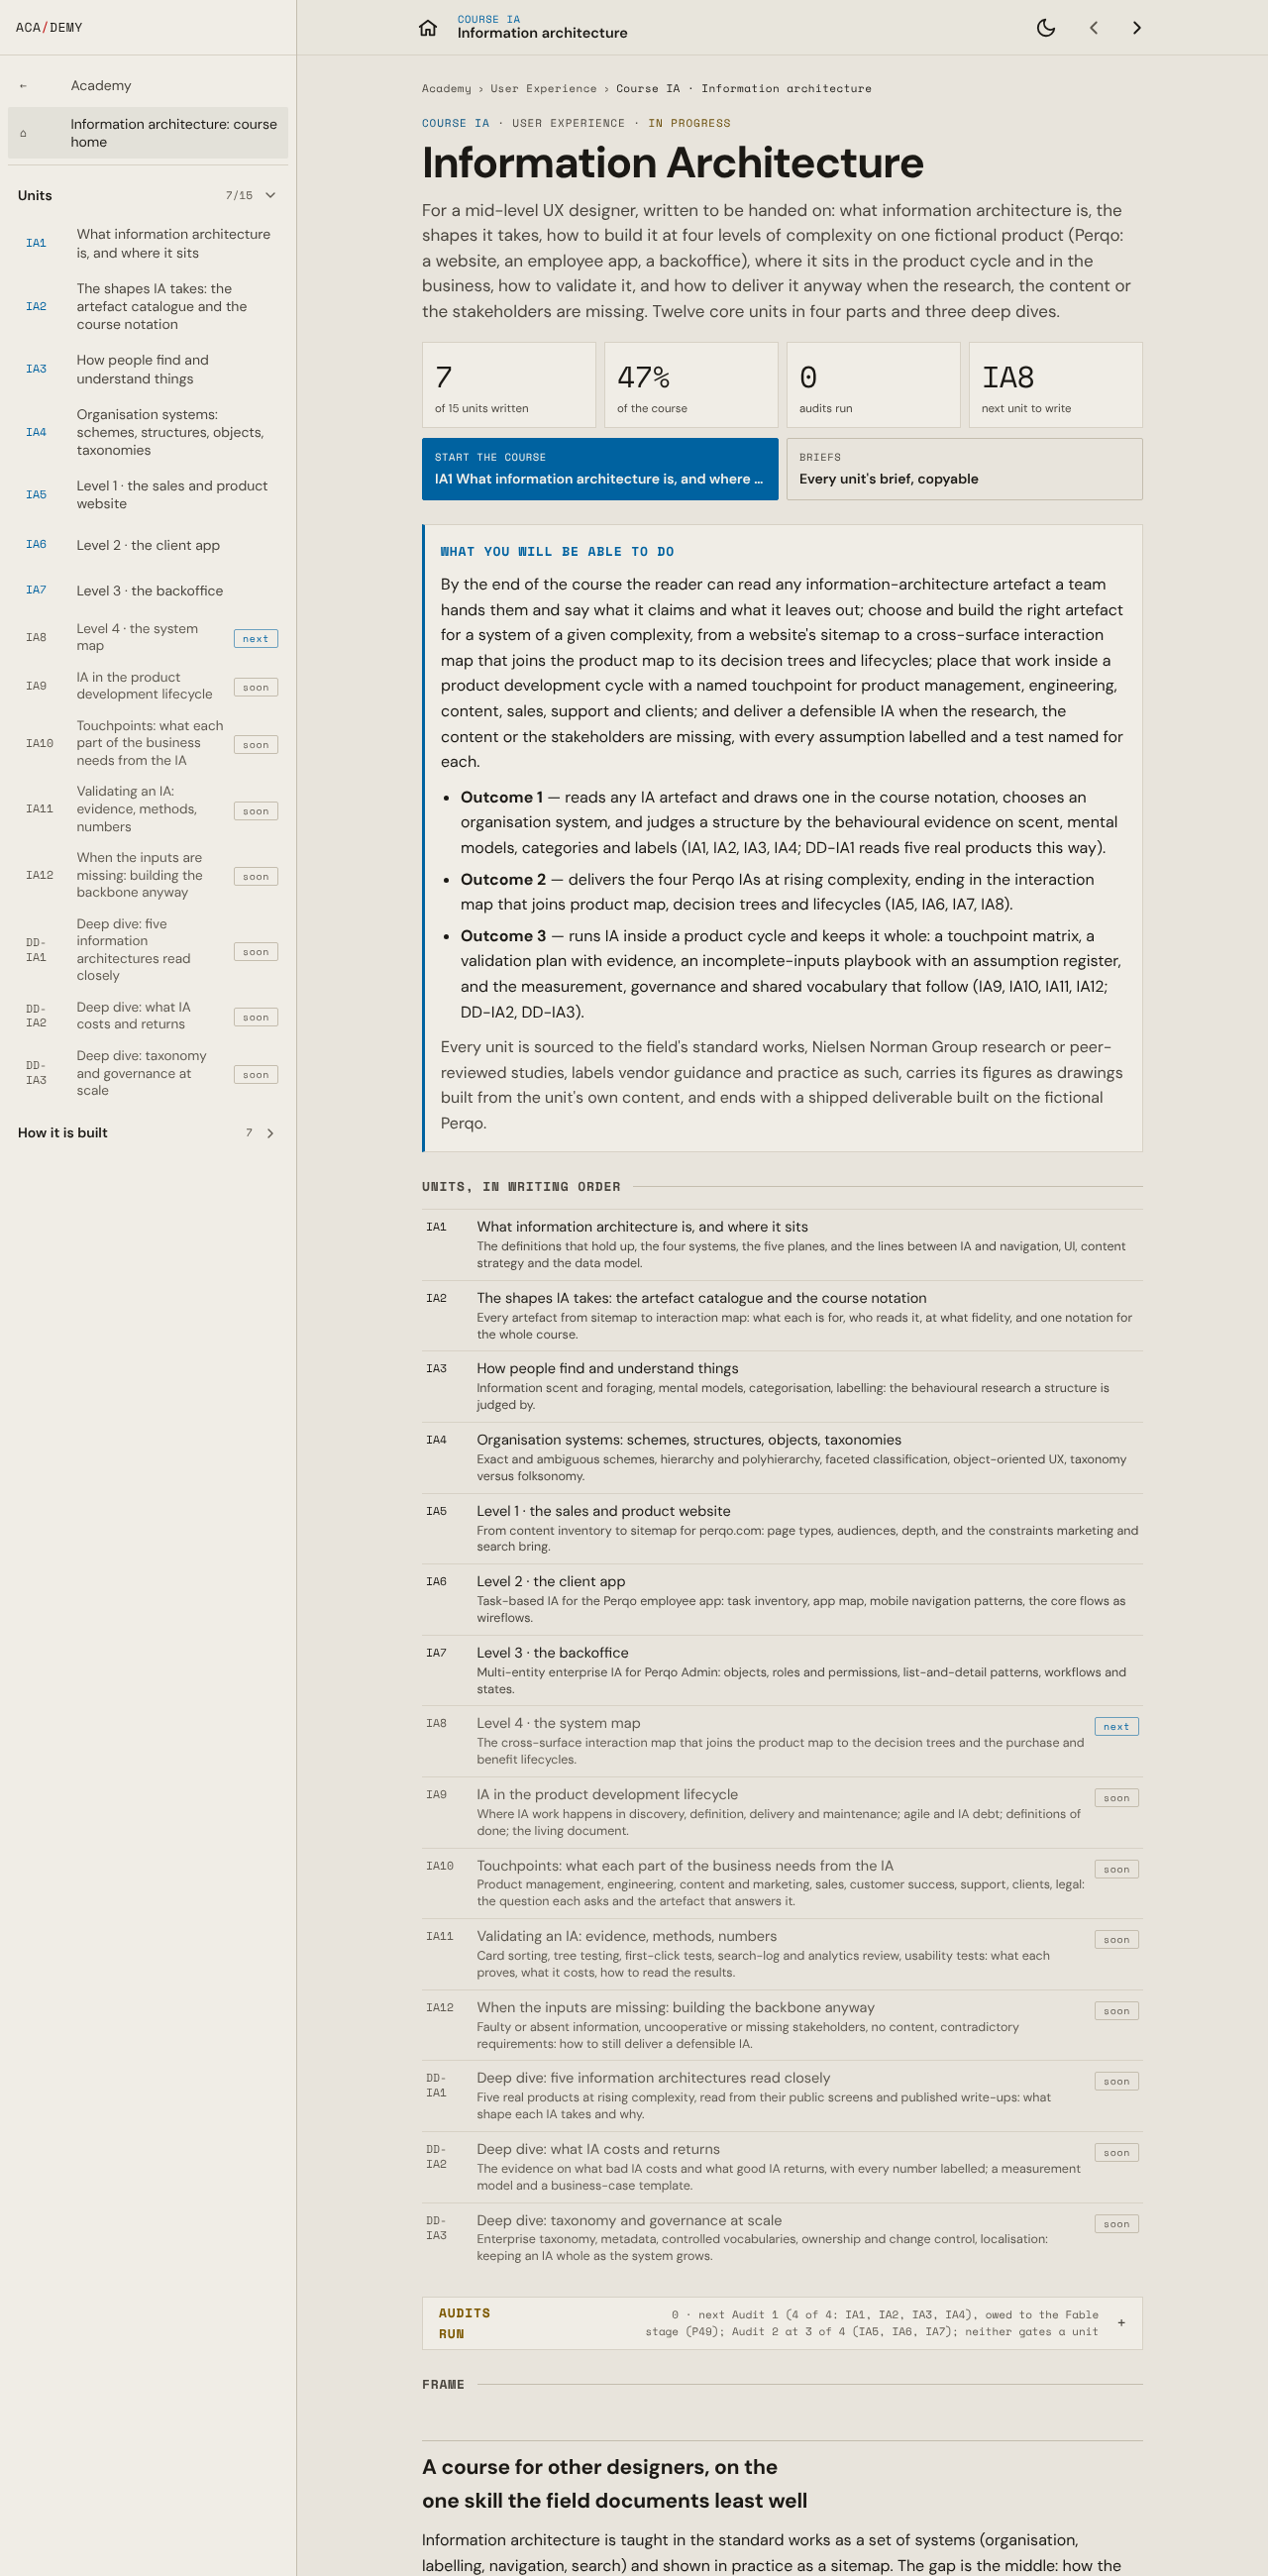 ACA/DEMY
← Academy
⌂ Information architecture: course
home
Units 7/15
IA1 What information architecture
is, and where it sits
IA2 The shapes IA takes: the
artefact catalogue and the
course notation
IA3 How people find and
understand things
IA4 Organisation systems:
schemes, structures, objects,
taxonomies
IA5 Level 1 · the sales and product
website
IA6 Level 2 · the client app
IA7 Level 3 · the backoffice
IA8 Level 4 · the system
map next
IA9 IA in the product
development lifecycle soon
IA10 Touchpoints: what each
part of the business
needs from the IA soon
IA11 Validating an IA:
evidence, methods,
numbers soon
IA12 When the inputs are
missing: building the
backbone anyway soon
DD-IA1 Deep dive: five
information
architectures read
closely soon
DD-IA2 Deep dive: what IA
costs and returns soon
DD-IA3 Deep dive: taxonomy
and governance at
scale soon
How it is built 7
COURSE IA
Information architecture
Academy › User Experience › Course IA · Information architecture
COURSE IA · USER EXPERIENCE · IN PROGRESS
Information Architecture
For a mid-level UX designer, written to be handed on: what information architecture is, the
shapes it takes, how to build it at four levels of complexity on one fictional product (Perqo:
a website, an employee app, a backoffice), where it sits in the product cycle and in the
business, how to validate it, and how to deliver it anyway when the research, the content or
the stakeholders are missing. Twelve core units in four parts and three deep dives.
7
of 15 units written
47%
of the course
0
audits run
IA8
next unit to write
START THE COURSE
IA1 What information architecture is, and where …
BRIEFS
Every unit's brief, copyable
WHAT YOU WILL BE ABLE TO DO
By the end of the course the reader can read any information-architecture artefact a team
hands them and say what it claims and what it leaves out; choose and build the right artefact
for a system of a given complexity, from a website's sitemap to a cross-surface interaction
map that joins the product map to its decision trees and lifecycles; place that work inside a
product development cycle with a named touchpoint for product management, engineering,
content, sales, support and clients; and deliver a defensible IA when the research, the
content or the stakeholders are missing, with every assumption labelled and a test named for
each.
• Outcome 1 — reads any IA artefact and draws one in the course notation, chooses an
organisation system, and judges a structure by the behavioural evidence on scent, mental
models, categories and labels (IA1, IA2, IA3, IA4; DD-IA1 reads five real products this way).
• Outcome 2 — delivers the four Perqo IAs at rising complexity, ending in the interaction
map that joins product map, decision trees and lifecycles (IA5, IA6, IA7, IA8).
• Outcome 3 — runs IA inside a product cycle and keeps it whole: a touchpoint matrix, a
validation plan with evidence, an incomplete-inputs playbook with an assumption register,
and the measurement, governance and shared vocabulary that follow (IA9, IA10, IA11, IA12;
DD-IA2, DD-IA3).
Every unit is sourced to the field's standard works, Nielsen Norman Group research or peer-
reviewed studies, labels vendor guidance and practice as such, carries its figures as drawings
built from the unit's own content, and ends with a shipped deliverable built on the fictional
Perqo.
UNITS, IN WRITING ORDER
IA1 What information architecture is, and where it sits
The definitions that hold up, the four systems, the five planes, and the lines between IA and navigation, UI, content
strategy and the data model.
IA2 The shapes IA takes: the artefact catalogue and the course notation
Every artefact from sitemap to interaction map: what each is for, who reads it, at what fidelity, and one notation for
the whole course.
IA3 How people find and understand things
Information scent and foraging, mental models, categorisation, labelling: the behavioural research a structure is
judged by.
IA4 Organisation systems: schemes, structures, objects, taxonomies
Exact and ambiguous schemes, hierarchy and polyhierarchy, faceted classification, object-oriented UX, taxonomy
versus folksonomy.
IA5 Level 1 · the sales and product website
From content inventory to sitemap for perqo.com: page types, audiences, depth, and the constraints marketing and
search bring.
IA6 Level 2 · the client app
Task-based IA for the Perqo employee app: task inventory, app map, mobile navigation patterns, the core flows as
wireflows.
IA7 Level 3 · the backoffice
Multi-entity enterprise IA for Perqo Admin: objects, roles and permissions, list-and-detail patterns, workflows and
states.
IA8 Level 4 · the system map next
The cross-surface interaction map that joins the product map to the decision trees and the purchase and
benefit lifecycles.
IA9 IA in the product development lifecycle soon
Where IA work happens in discovery, definition, delivery and maintenance; agile and IA debt; definitions of
done; the living document.
IA10 Touchpoints: what each part of the business needs from the IA soon
Product management, engineering, content and marketing, sales, customer success, support, clients, legal:
the question each asks and the artefact that answers it.
IA11 Validating an IA: evidence, methods, numbers soon
Card sorting, tree testing, first-click tests, search-log and analytics review, usability tests: what each
proves, what it costs, how to read the results.
IA12 When the inputs are missing: building the backbone anyway soon
Faulty or absent information, uncooperative or missing stakeholders, no content, contradictory
requirements: how to still deliver a defensible IA.
DD-IA1 Deep dive: five information architectures read closely soon
Five real products at rising complexity, read from their public screens and published write-ups: what
shape each IA takes and why.
DD-IA2 Deep dive: what IA costs and returns soon
The evidence on what bad IA costs and what good IA returns, with every number labelled; a measurement
model and a business-case template.
DD-IA3 Deep dive: taxonomy and governance at scale soon
Enterprise taxonomy, metadata, controlled vocabularies, ownership and change control, localisation:
keeping an IA whole as the system grows.
AUDITS
RUN
0 · next Audit 1 (4 of 4: IA1, IA2, IA3, IA4), owed to the Fable
stage (P49); Audit 2 at 3 of 4 (IA5, IA6, IA7); neither gates a unit +
FRAME
A course for other designers, on the
one skill the field documents least well
Information architecture is taught in the standard works as a set of systems (organisation,
labelling, navigation, search) and shown in practice as a sitemap. The gap is the middle: how the